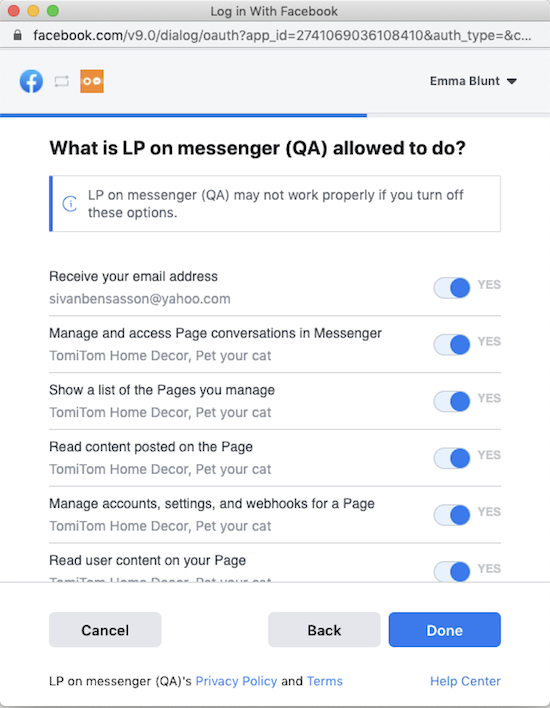 Log in With Facebook
facebook.com/v9.0/dialog/oauth?app_id=2741069036108410&auth_type=&c...
Emma Blunt
What is LP on messenger (QA) allowed to do?
LP on messenger (QA) may not work properly if you turn off
these options.
Receive your email address
YES
sivanbensasson@yahoo.com
Manage and access Page conversations in Messenger
YES
TomiTom Home Decor, Pet your cat
Show a list of the Pages you manage
YES
TomiTom Home Decor, Pet your cat
Read content posted on the Page
YES
TomiTom Home Decor, Pet your cat
Manage accounts, settings, and webhooks for a Page
YES
TomiTom Home Decor, Pet your cat
Read user content on your Page
YES
TomiTom Home Decor, Pet your cat
Cancel
Back
Done
LP on messenger (QA)'s Privacy Policy and Terms
Help Center